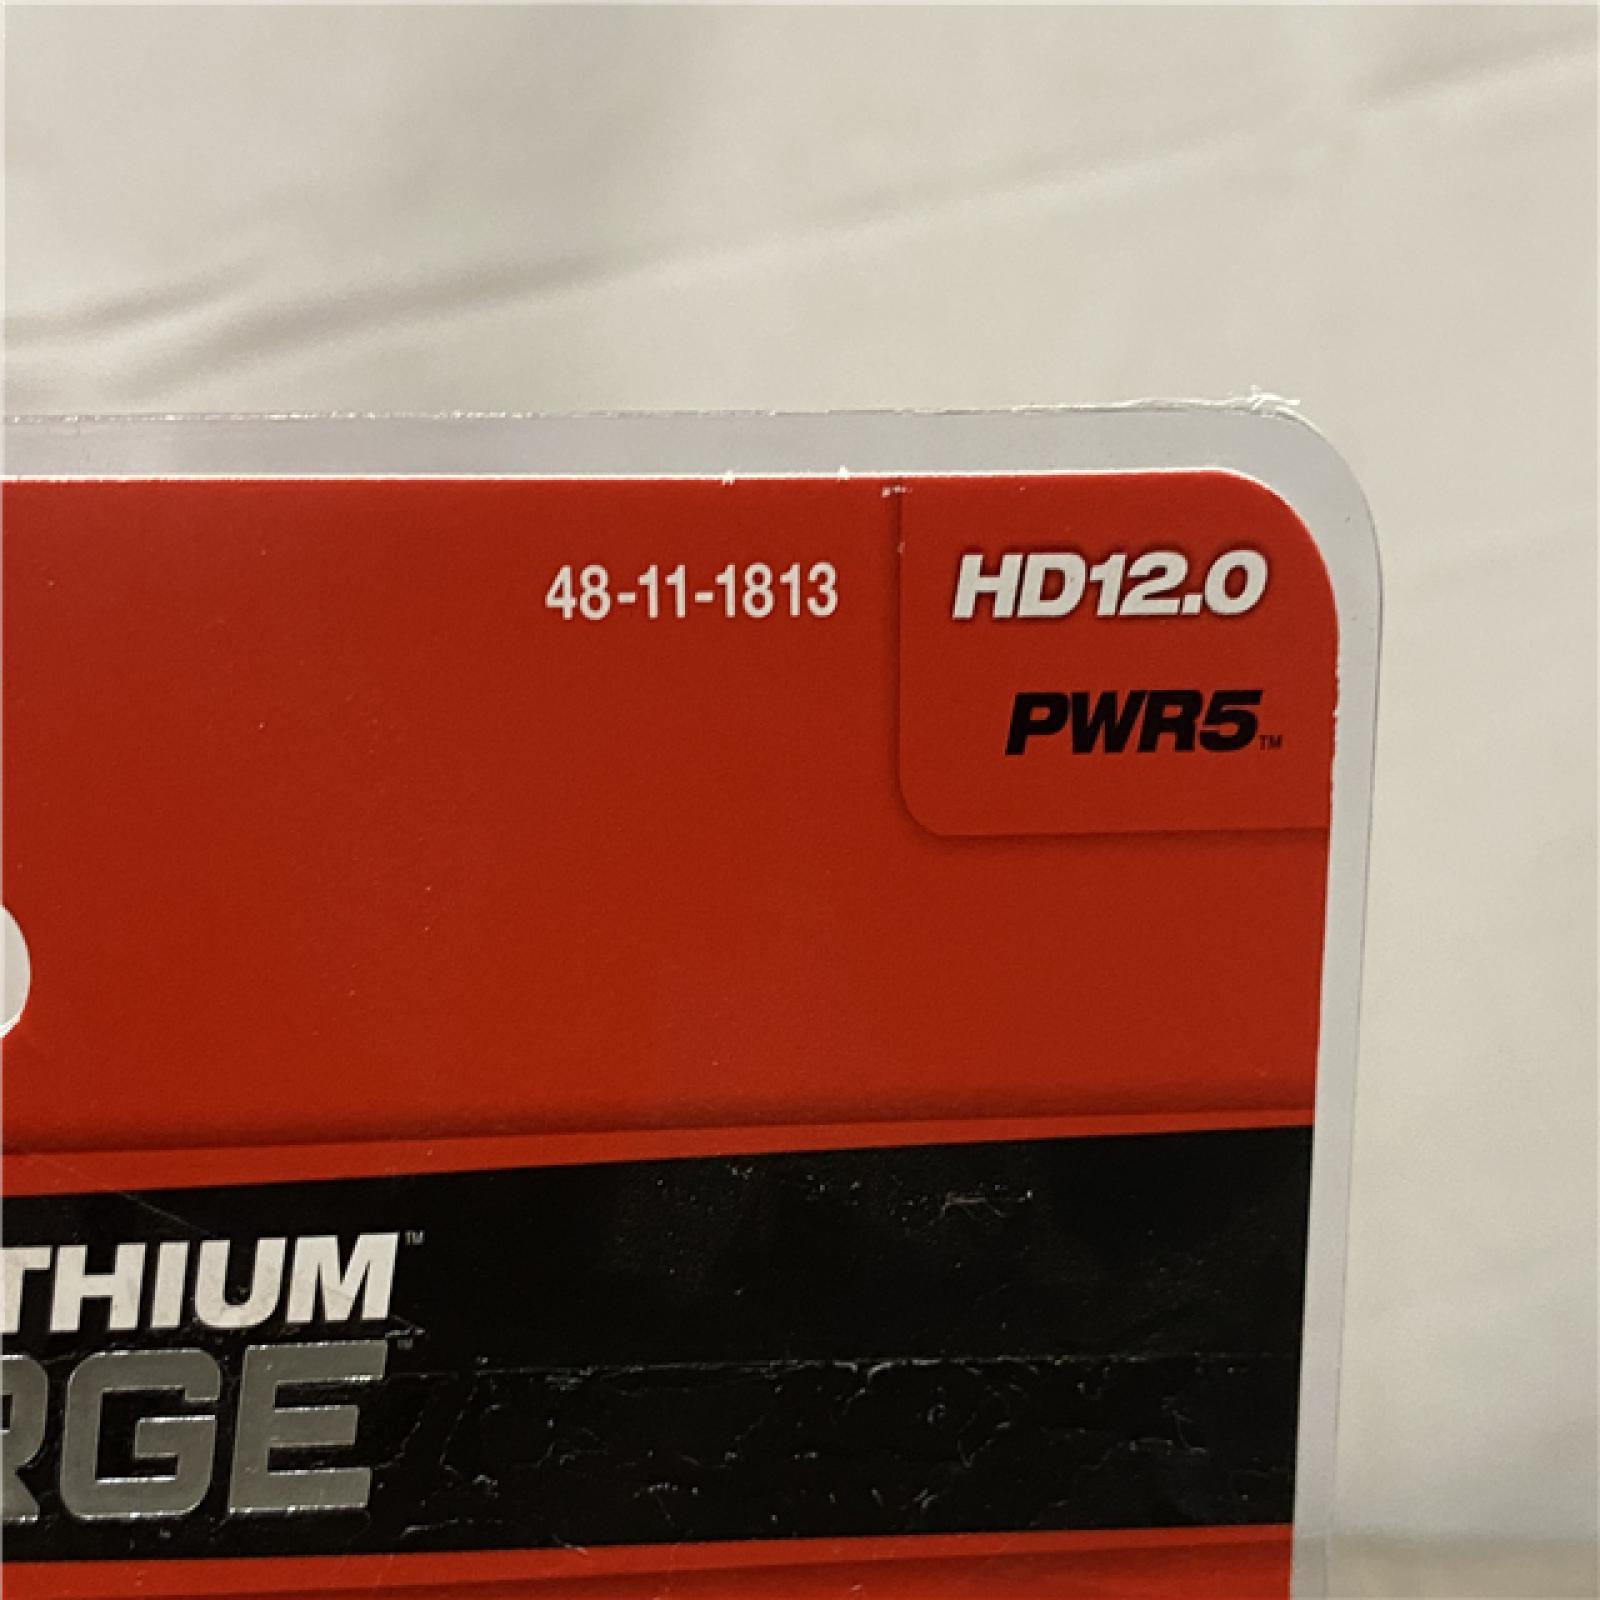 48-11-1813
HD12.0
PWR5™
THIUM™
RGE™